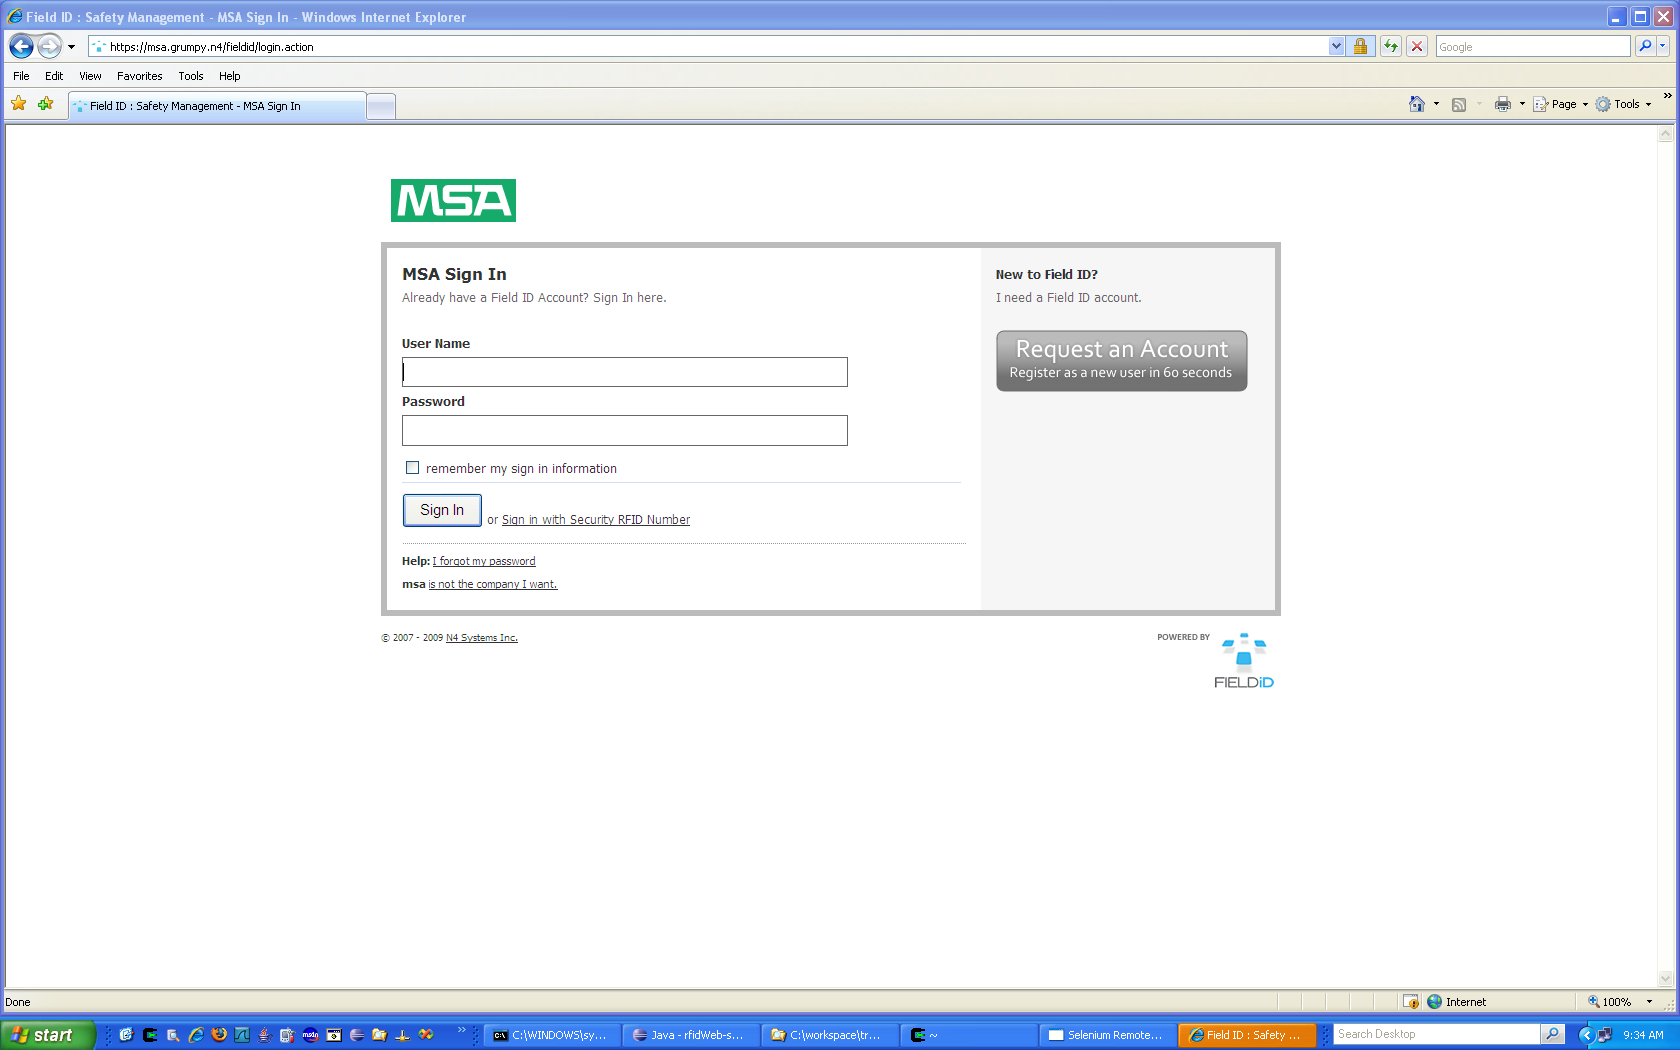 Field ID : Safety Management - MSA Sign In - Windows Internet Explorer
https://msa.grumpy.n4/fieldid/login.action
Google
File Edit View Favorites Tools Help
Field ID : Safety Management - MSA Sign In
Page Tools
MSA
MSA Sign In
Already have a Field ID Account? Sign In here.
User Name
Password
remember my sign in information
Sign In or Sign in with Security RFID Number
Help: I forgot my password
msa is not the company I want.
New to Field ID?
I need a Field ID account.
Request an Account
Register as a new user in 60 seconds
© 2007 - 2009 N4 Systems Inc.
POWERED BY
FIELDiD
Done
Internet
100%
start
C:\WINDOWS\sy...
Java - rfidWeb-s...
C:\workspace\tr...
~
Selenium Remote...
Field ID : Safety ...
Search Desktop
9:34 AM